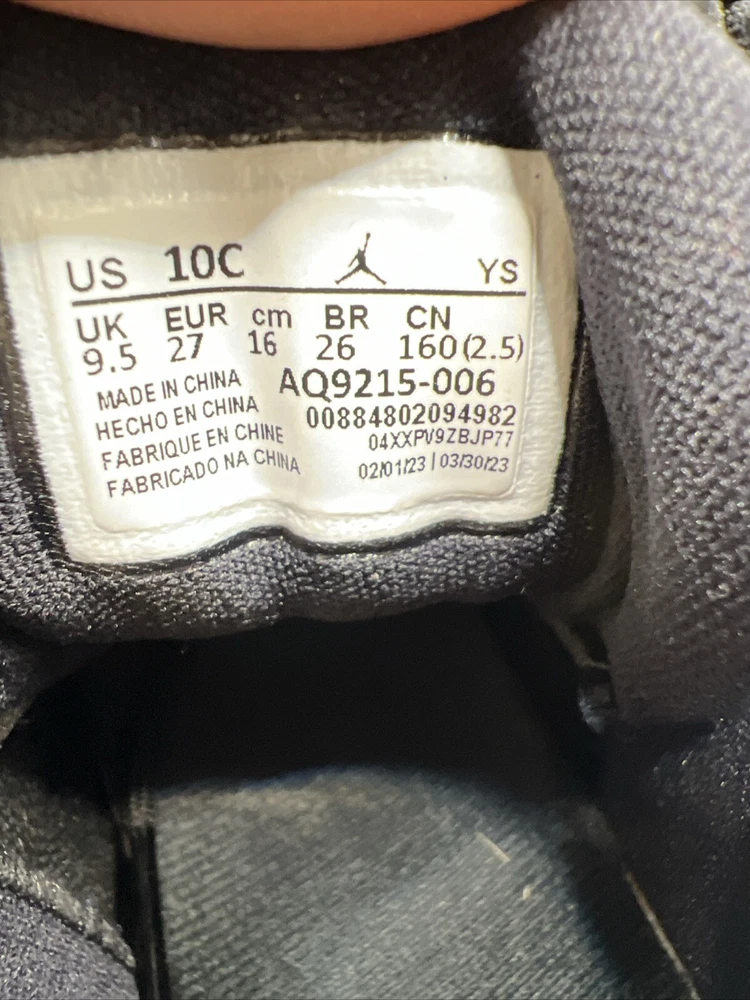 US 10C YS
UK EUR cm BR CN
9.5 27 16 26 160(2.5)
MADE IN CHINA AQ9215-006
HECHO EN CHINA 00884802094982
FABRIQUE EN CHINE 04XXPV9ZBJP77
FABRICADO NA CHINA 02/01/23 | 03/30/23